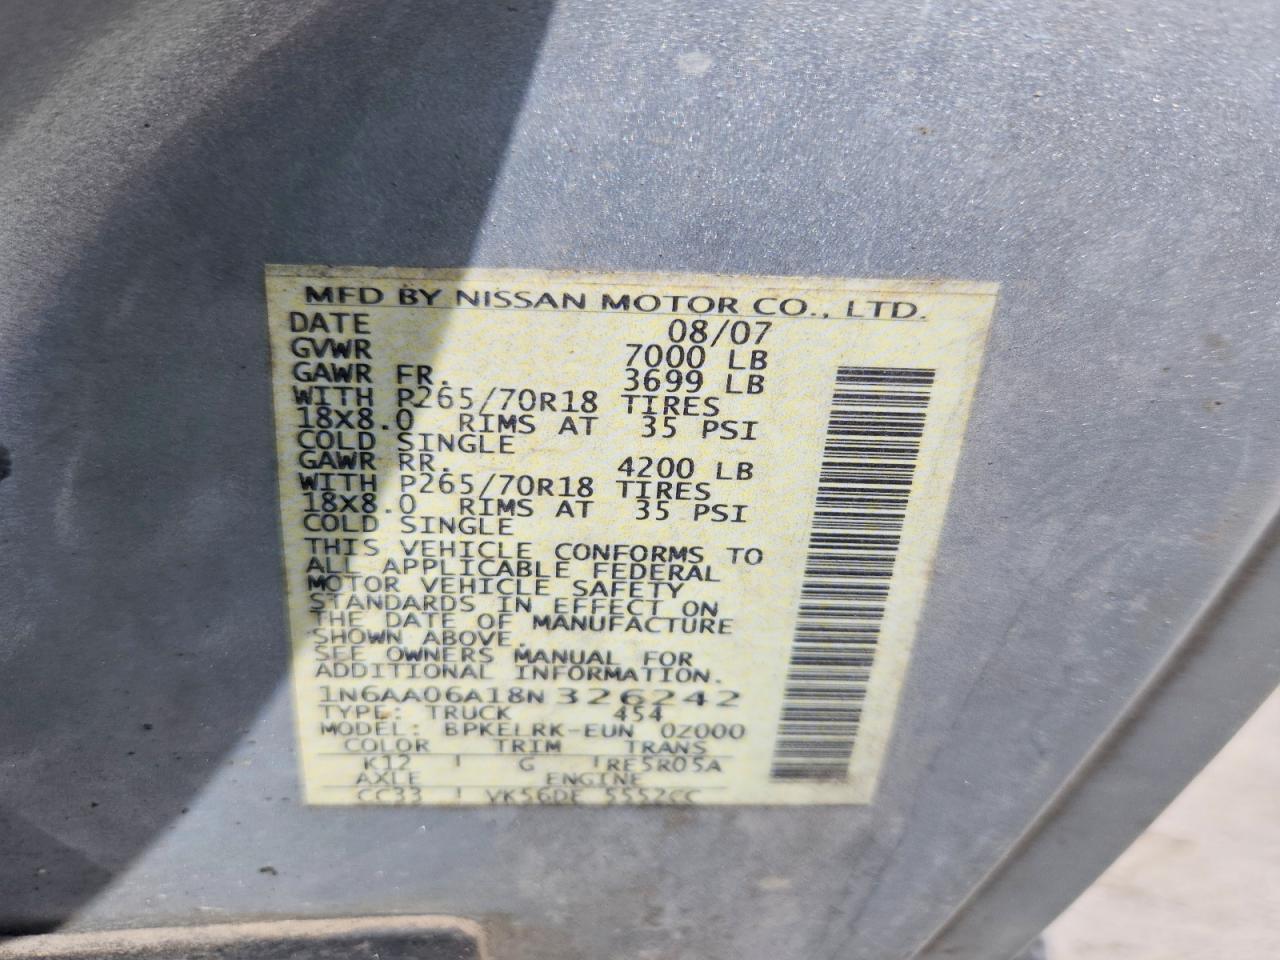 MFD BY NISSAN MOTOR CO., LTD.
DATE 08/07
GVWR 7000 LB
GAWR FR. 3699 LB
WITH P265/70R18 TIRES
18X8.0 RIMS AT 35 PSI
COLD SINGLE
GAWR RR. 4200 LB
WITH P265/70R18 TIRES
18X8.0 RIMS AT 35 PSI
COLD SINGLE
THIS VEHICLE CONFORMS TO
ALL APPLICABLE FEDERAL
MOTOR VEHICLE SAFETY
STANDARDS IN EFFECT ON
THE DATE OF MANUFACTURE
SHOWN ABOVE.
SEE OWNERS MANUAL FOR
ADDITIONAL INFORMATION.
1N6AA06A18N326242
TYPE: TRUCK 454
MODEL: BPKELRK-EUN 0Z000
COLOR TRIM TRANS
K12 G RE5R05A
AXLE ENGINE
CC33 VK56DE 5552CC